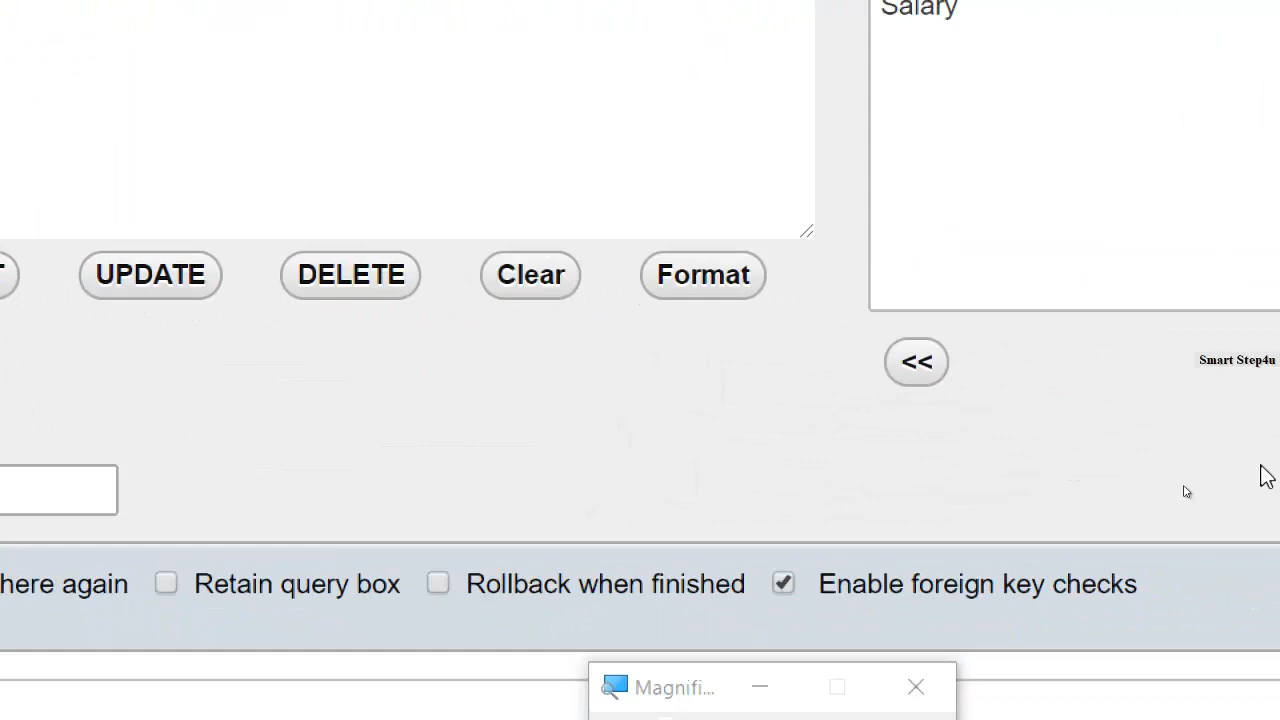 Salary
T UPDATE DELETE Clear Format
<<
Smart Step4u
here again Retain query box Rollback when finished Enable foreign key checks
Magnifi...